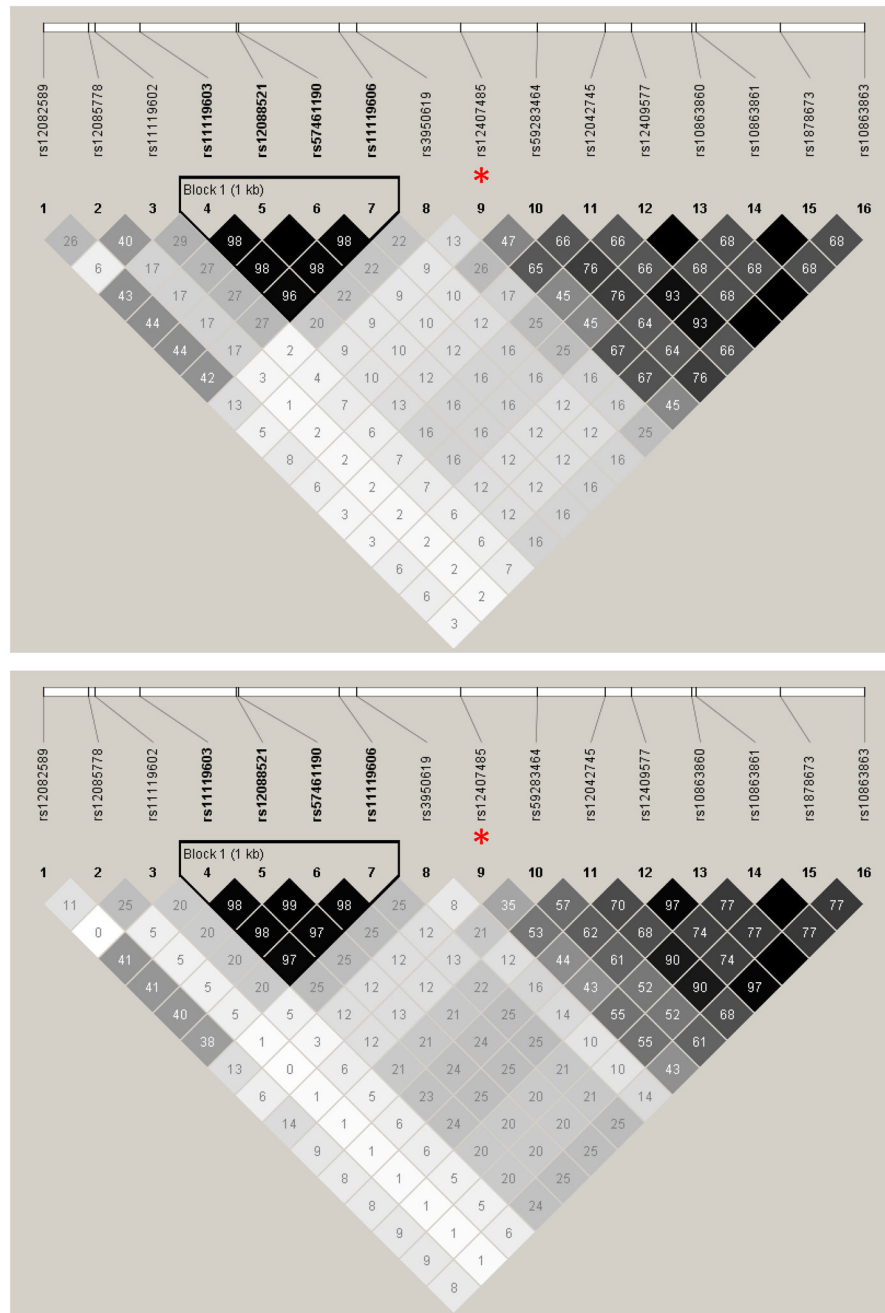 rs12082589
rs12085778
rs11119602
rs11119603
rs12088521
rs57461190
rs11119606
rs3950619
rs12407485
rs59283464
rs12042745
rs12409577
rs10863860
rs10863861
rs1878673
rs10863863
*
Block 1 (1 kb)
1 2 3 4 5 6 7 8 9 10 11 12 13 14 15 16
26 40 29 98 98 22 13 47 66 66 68 68
6 17 27 98 98 22 9 26 65 76 66 68 68 68
43 17 27 96 22 9 10 17 45 76 93 68
44 17 27 20 9 10 12 25 45 64 93
44 17 2 9 10 12 16 25 67 64 66
42 3 4 10 12 16 16 16 67 76
13 1 7 13 16 16 12 16 45
5 2 6 16 16 12 12 25
8 2 7 16 12 12 16
6 2 7 12 12 16
3 2 6 12 16
3 2 6 16
6 2 7
6 2
3
rs12082589
rs12085778
rs11119602
rs11119603
rs12088521
rs57461190
rs11119606
rs3950619
rs12407485
rs59283464
rs12042745
rs12409577
rs10863860
rs10863861
rs1878673
rs10863863
*
Block 1 (1 kb)
1 2 3 4 5 6 7 8 9 10 11 12 13 14 15 16
11 25 20 98 99 98 25 8 35 57 70 97 77 77
0 5 20 98 97 25 12 21 53 62 68 74 77 77
41 5 20 97 25 12 13 12 44 61 90 74
41 5 20 25 12 13 22 16 43 52 90 97
40 5 5 12 13 21 25 14 55 52 68
38 1 3 12 21 24 25 10 55 61
13 0 6 21 24 25 21 10 43
6 1 5 23 25 20 21 14
14 1 6 24 20 21 25
9 1 6 20 20 25
8 1 5 20 25
8 1 5 24
9 1 6
9 1
8